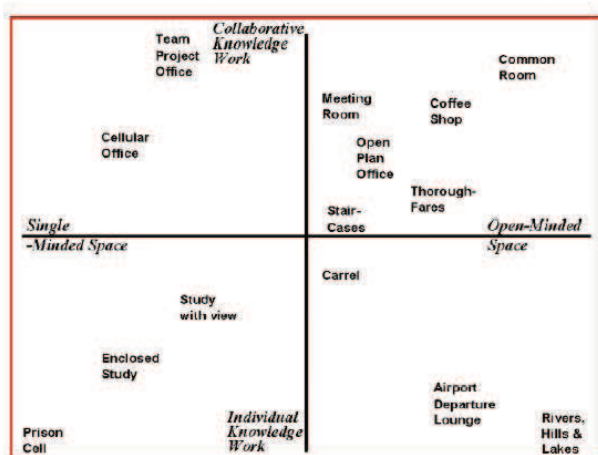 Team
Project
Office
Collaborative
Knowledge
Work
Common
Room
Meeting
Room
Coffee
Shop
Cellular
Office
Open
Plan
Office
Thorough-
Fares
Stair-
Cases
Single
-Minded Space
Open-Minded
Space
Carrel
Study
with view
Enclosed
Study
Airport
Departure
Lounge
Prison
Cell
Individual
Knowledge
Work
Rivers,
Hills &
Lakes